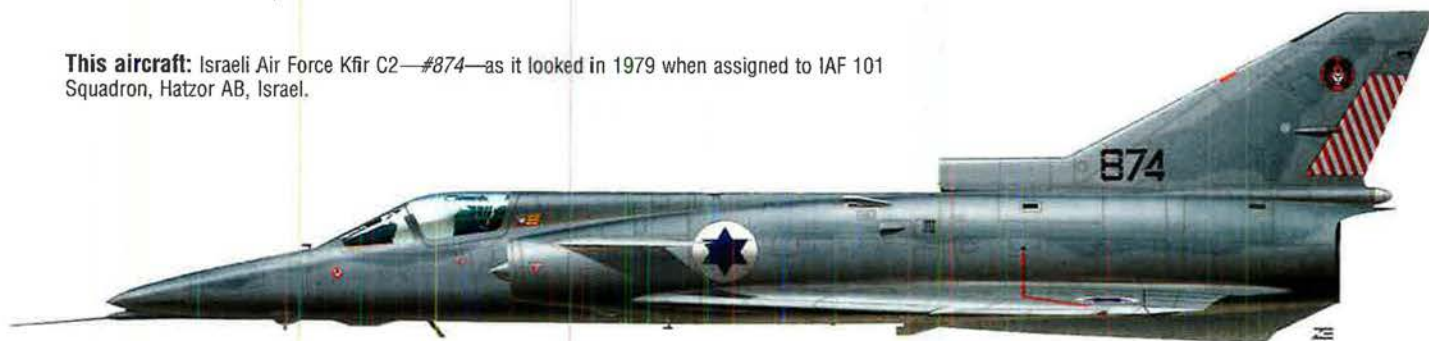 This aircraft: Israeli Air Force Kfir C2—#874—as it looked in 1979 when assigned to IAF 101
Squadron, Hatzor AB, Israel.
874